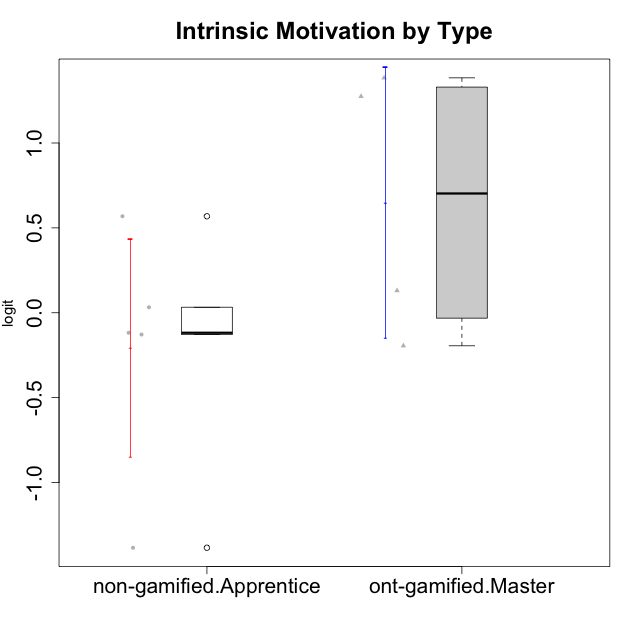 Intrinsic Motivation by Type
logit
1.0
0.5
0.0
-0.5
-1.0
non-gamified.Apprentice
ont-gamified.Master